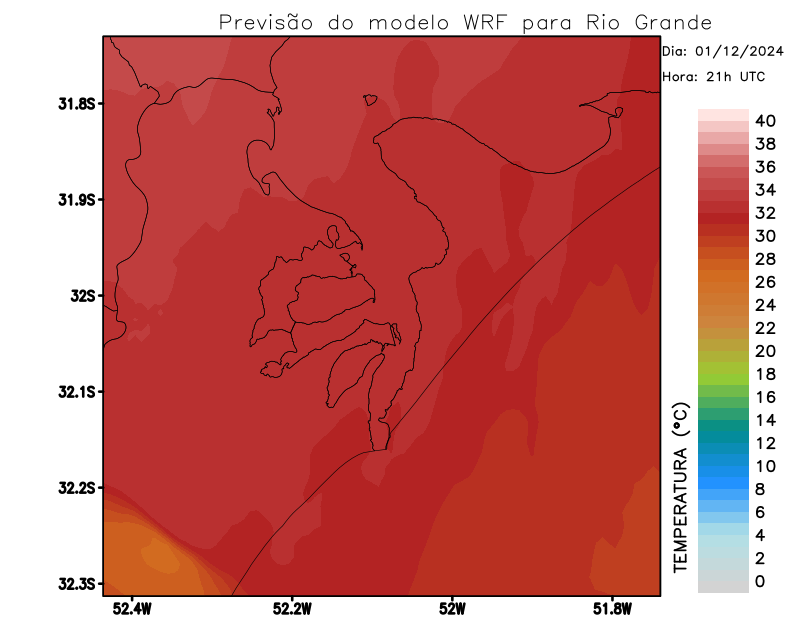 Previsão do modelo WRF para Rio Grande
Dia: 01/12/2024
Hora: 21h UTC
31.8S
31.9S
32S
32.1S
32.2S
32.3S
52.4W
52.2W
52W
51.8W
TEMPERATURA (°C)
40
38
36
34
32
30
28
26
24
22
20
18
16
14
12
10
8
6
4
2
0